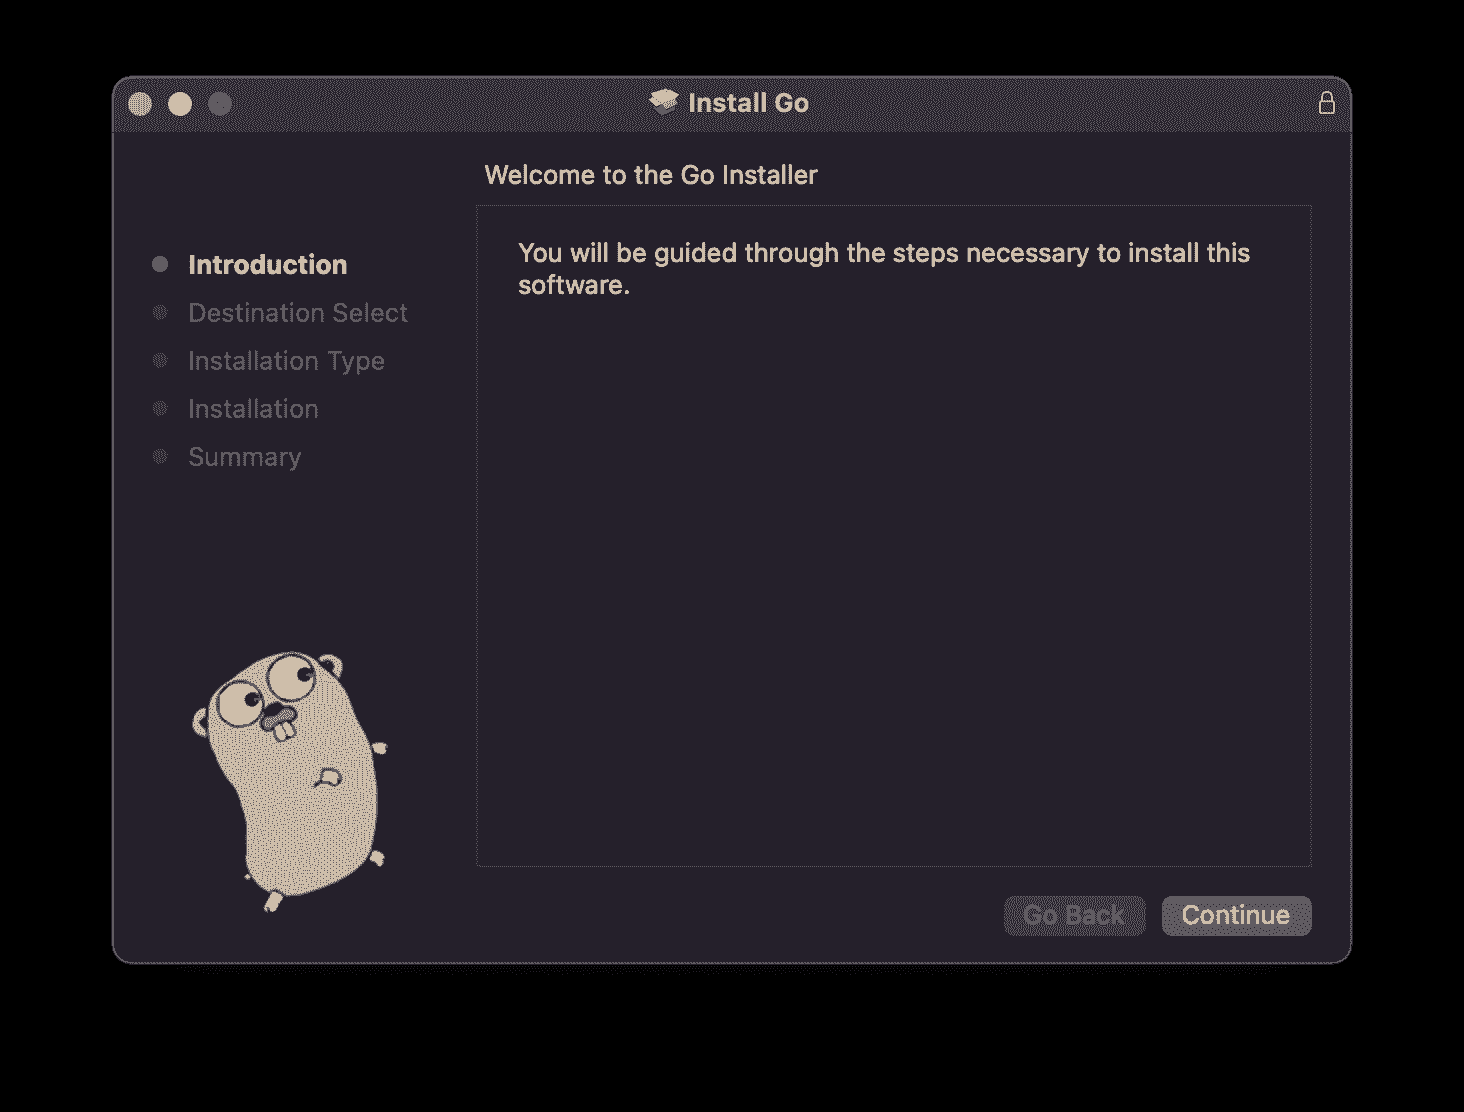 Install Go
Welcome to the Go Installer
Introduction
Destination Select
Installation Type
Installation
Summary
You will be guided through the steps necessary to install this
software.
Go Back
Continue